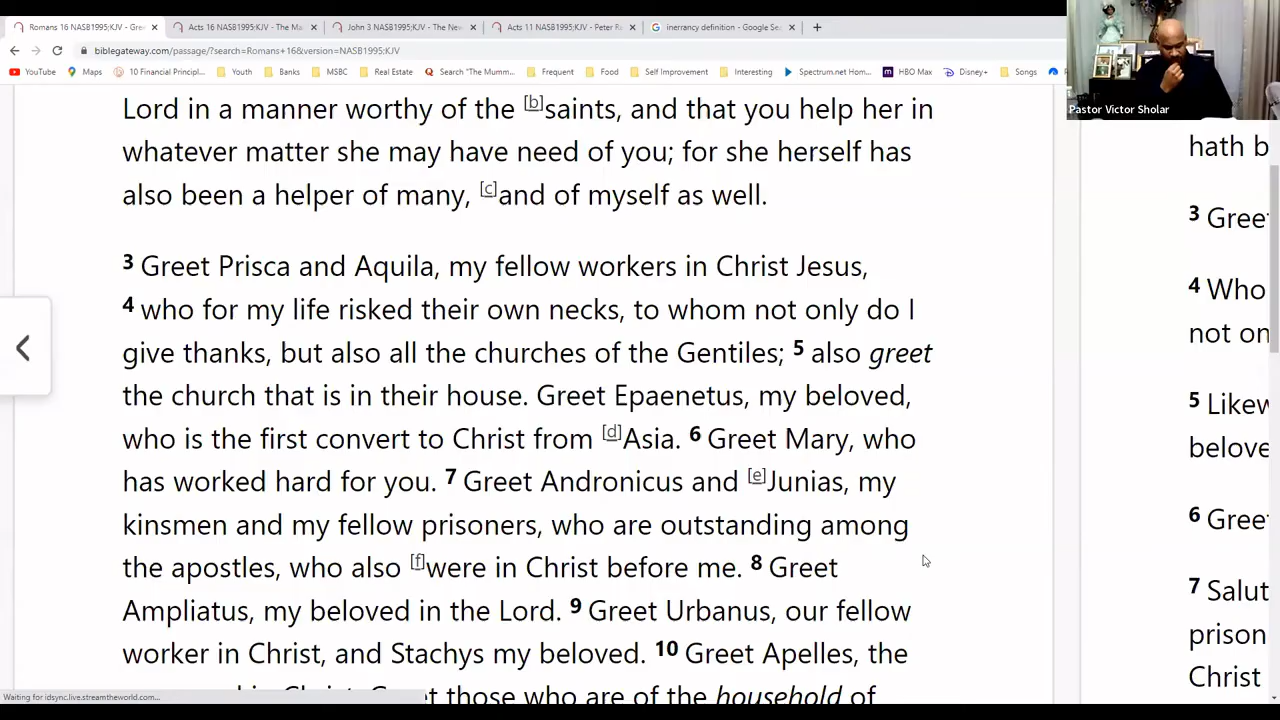 Romans 16 NASB1995;KJV - Gre
Acts 16 NASB1995;KJV - The Ma
John 3 NASB1995;KJV - The Nev
Acts 11 NASB1995;KJV - Peter R
inerrancy definition - Google Sea
biblegateway.com/passage/?search=Romans+16&version=NASB1995;KJV
YouTube
Maps
10 Financial Principl...
Youth
Banks
MSBC
Real Estate
Search "The Mumm...
Frequent
Food
Self Improvement
Interesting
Spectrum.net Hom...
HBO Max
Disney+
Songs
Pastor Victor Sholar
Lord in a manner worthy of the [b]saints, and that you help her in
whatever matter she may have need of you; for she herself has
also been a helper of many, [c]and of myself as well.
3 Greet Prisca and Aquila, my fellow workers in Christ Jesus,
4 who for my life risked their own necks, to whom not only do I
give thanks, but also all the churches of the Gentiles; 5 also greet
the church that is in their house. Greet Epaenetus, my beloved,
who is the first convert to Christ from [d]Asia. 6 Greet Mary, who
has worked hard for you. 7 Greet Andronicus and [e]Junias, my
kinsmen and my fellow prisoners, who are outstanding among
the apostles, who also [f]were in Christ before me. 8 Greet
Ampliatus, my beloved in the Lord. 9 Greet Urbanus, our fellow
worker in Christ, and Stachys my beloved. 10 Greet Apelles, the
in Christ. Greet those who are of the household of
hath b
3 Gree
4 Who
not on
5 Likew
belove
6 Gree
7 Salut
prison
Christ
Waiting for idsync.live.streamtheworld.com...